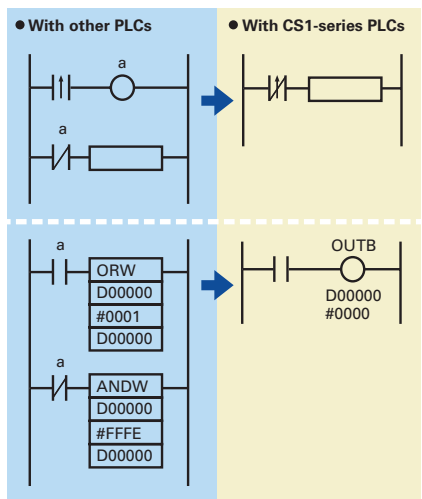 ● With other PLCs
● With CS1-series PLCs
a
a
a
ORW
D00000
#0001
D00000
a
ANDW
D00000
#FFFE
D00000
OUTB
D00000
#0000